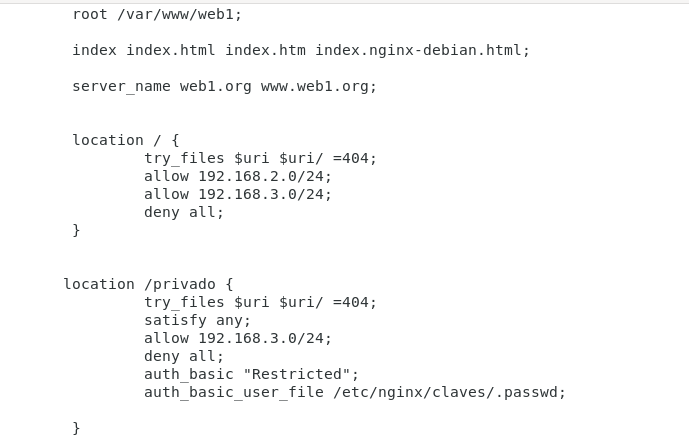 root /var/www/web1;
index index.html index.htm index.nginx-debian.html;
server_name web1.org www.web1.org;
location / {
try_files $uri $uri/ =404;
allow 192.168.2.0/24;
allow 192.168.3.0/24;
deny all;
}
location /privado {
try_files $uri $uri/ =404;
satisfy any;
allow 192.168.3.0/24;
deny all;
auth_basic "Restricted";
auth_basic_user_file /etc/nginx/claves/.passwd;
}